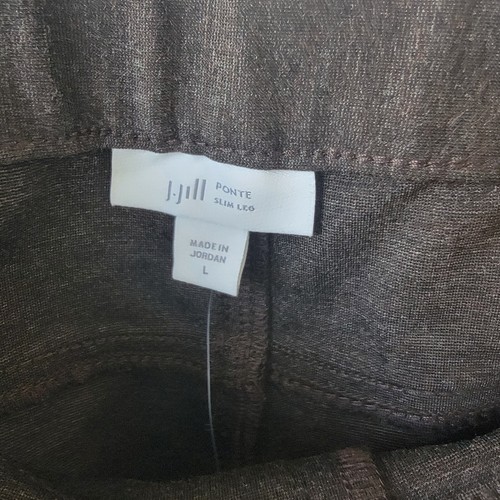 J.Jill PONTE
SLIM LEG
MADE IN
JORDAN
L